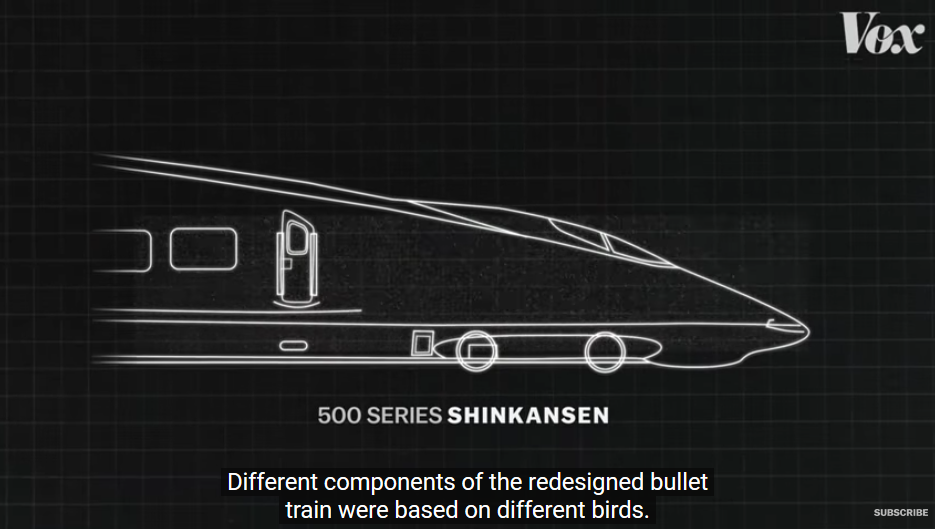 Vox
500 SERIES SHINKANSEN
Different components of the redesigned bullet
train were based on different birds.
SUBSCRIBE